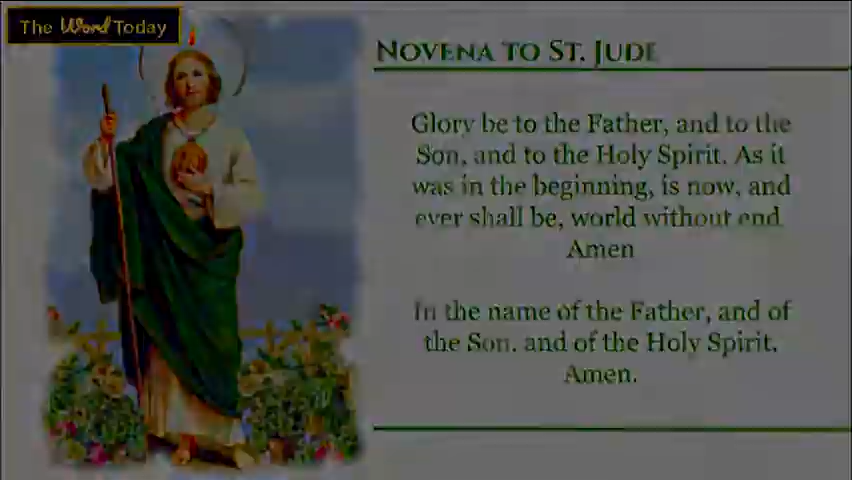 The Word Today
NOVENA TO ST. JUDE
Glory be to the Father, and to the
Son, and to the Holy Spirit. As it
was in the beginning, is now, and
ever shall be, world without end.
Amen
In the name of the Father, and of
the Son, and of the Holy Spirit.
Amen.